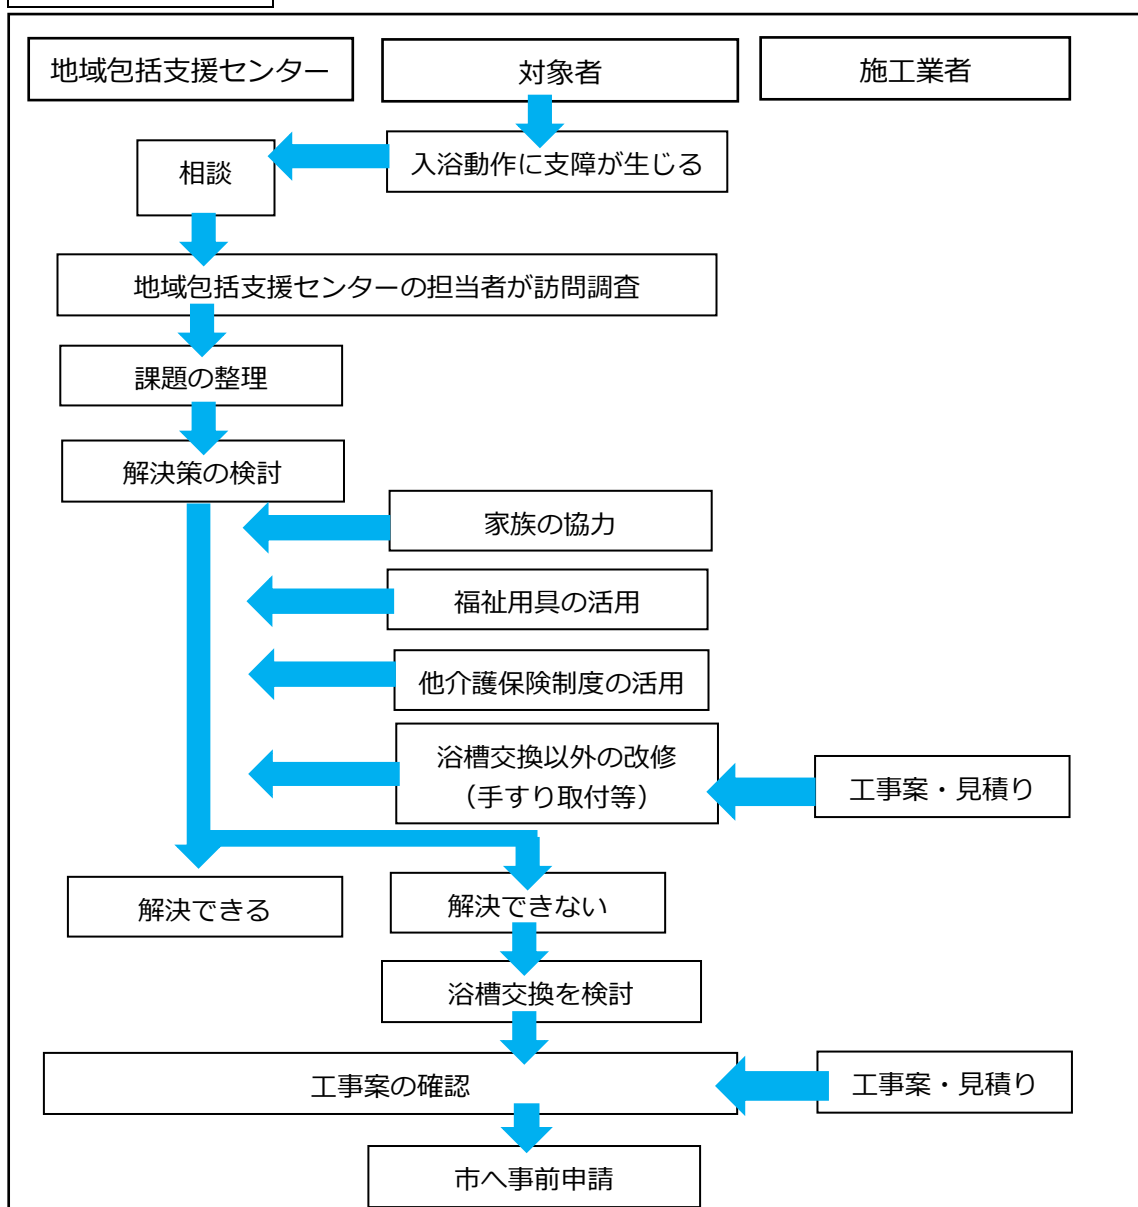 地域包括支援センター
対象者
施工業者
入浴動作に支障が生じる
相談
地域包括支援センターの担当者が訪問調査
課題の整理
解決策の検討
家族の協力
福祉用具の活用
他介護保険制度の活用
浴槽交換以外の改修
（手すり取付等）
工事案・見積り
解決できる
解決できない
浴槽交換を検討
工事案の確認
工事案・見積り
市へ事前申請